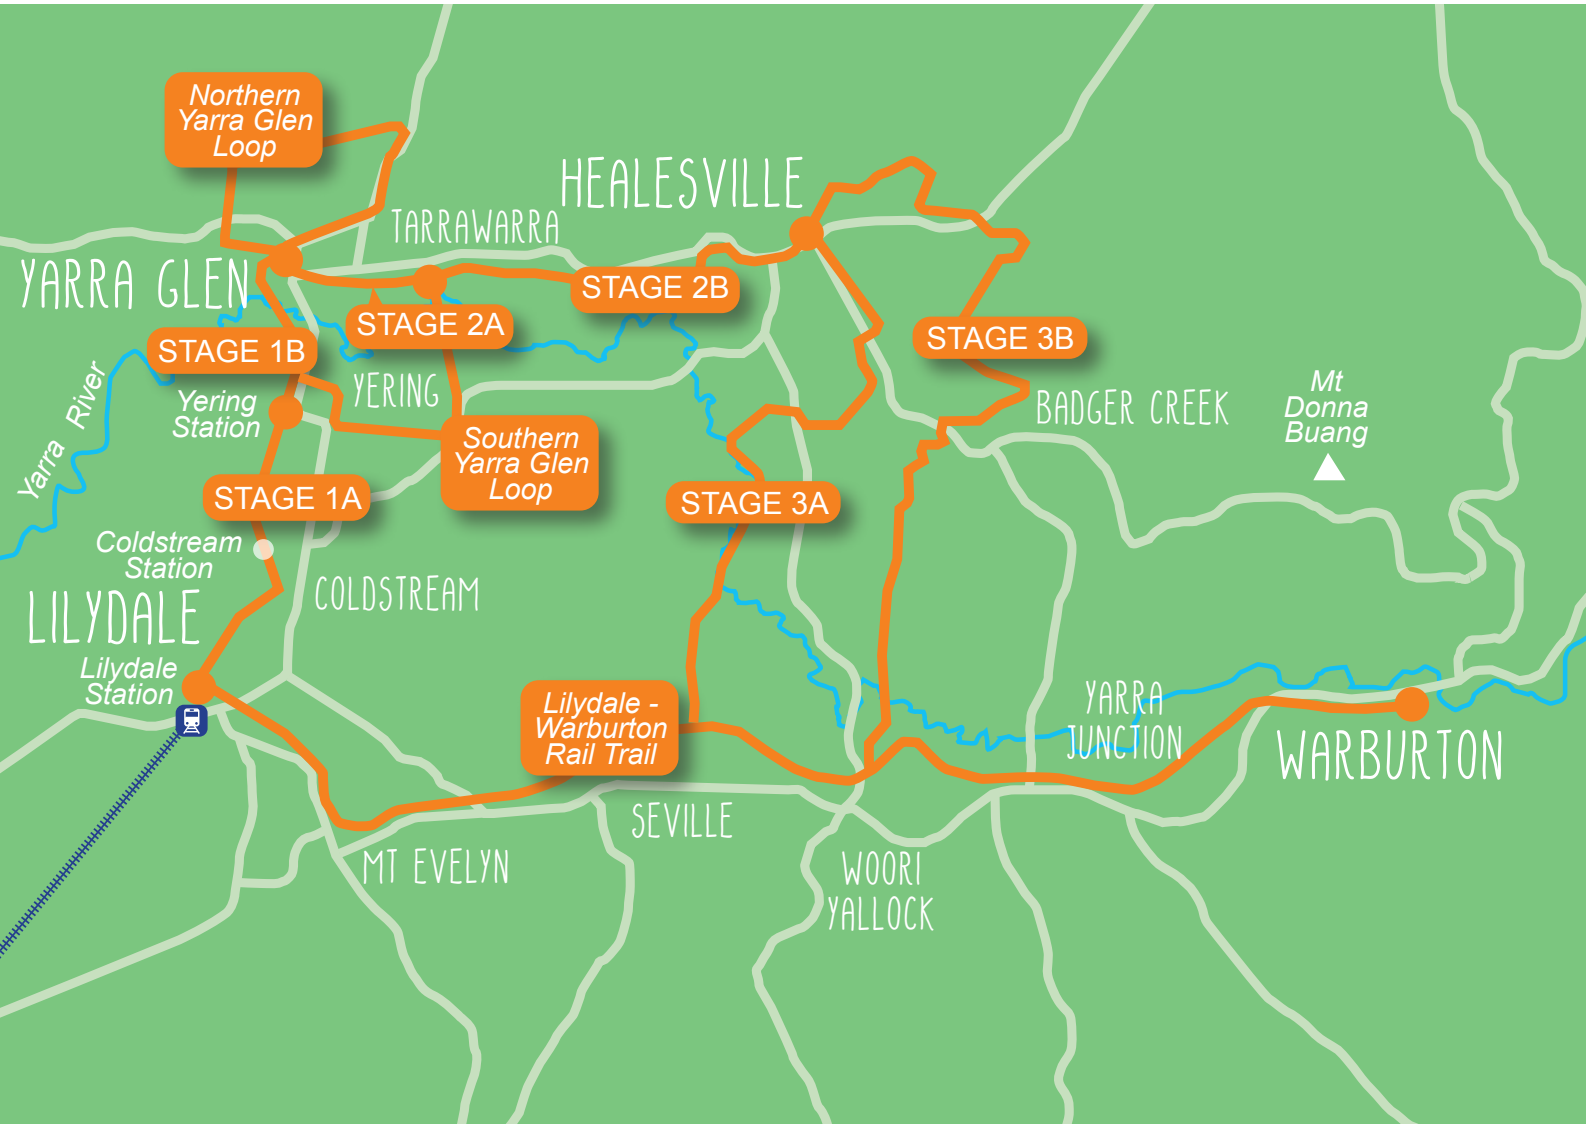 Northern
Yarra Glen
Loop
HEALESVILLE
TARRAWARRA
YARRA GLEN
STAGE 2B
STAGE 2A
STAGE 1B
STAGE 3B
Yarra River
Yering
Station
YERING
BADGER CREEK
Mt
Donna
Buang
Southern
Yarra Glen
Loop
STAGE 1A
STAGE 3A
Coldstream
Station
COLDSTREAM
LILYDALE
Lilydale
Station
Lilydale -
Warburton
Rail Trail
YARRA
JUNCTION
WARBURTON
SEVILLE
MT EVELYN
WOORI
YALLOCK